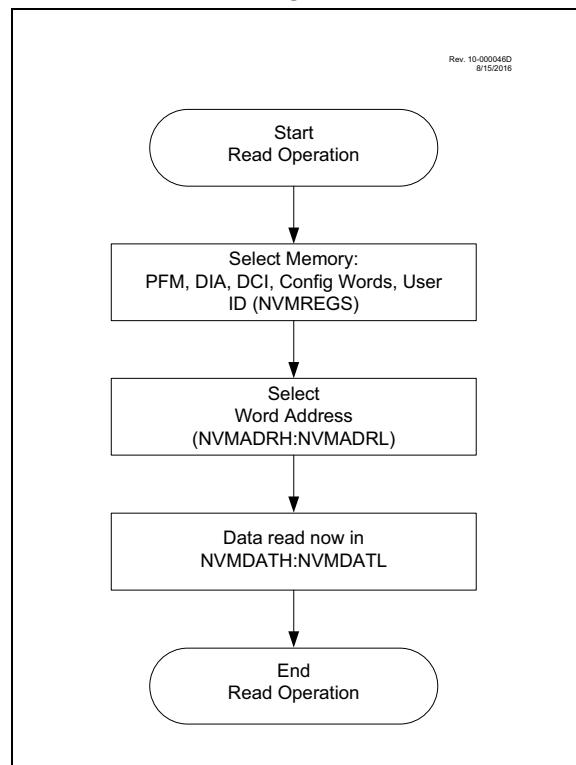 Rev. 10-000046D
8/15/2016
Start
Read Operation
Select Memory:
PFM, DIA, DCI, Config Words, User
ID (NVMREGS)
Select
Word Address
(NVMADRH:NVMADRL)
Data read now in
NVMDATH:NVMDATL
End
Read Operation